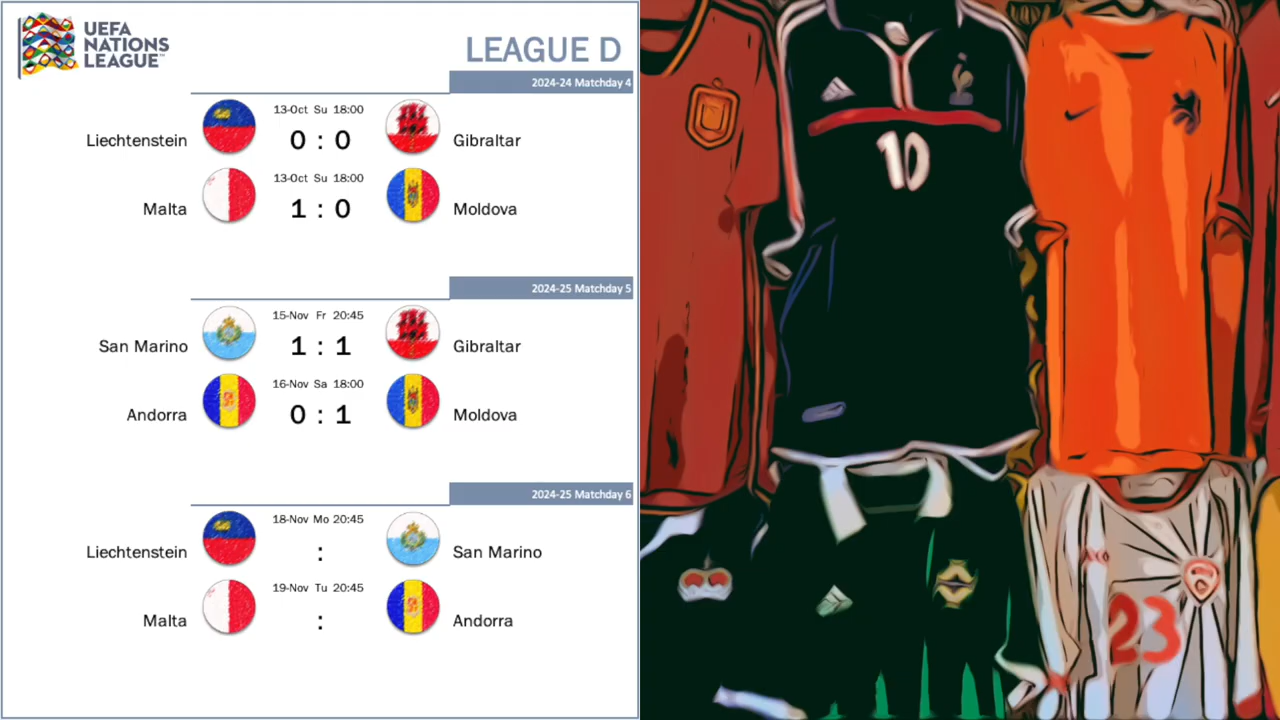 UEFA
NATIONS
LEAGUE™
LEAGUE D
2024-24 Matchday 4
13-Oct Su 18:00
Liechtenstein 0 : 0 Gibraltar
13-Oct Su 18:00
Malta 1 : 0 Moldova
2024-25 Matchday 5
15-Nov Fr 20:45
San Marino 1 : 1 Gibraltar
16-Nov Sa 18:00
Andorra 0 : 1 Moldova
2024-25 Matchday 6
18-Nov Mo 20:45
Liechtenstein : San Marino
19-Nov Tu 20:45
Malta : Andorra
10
23